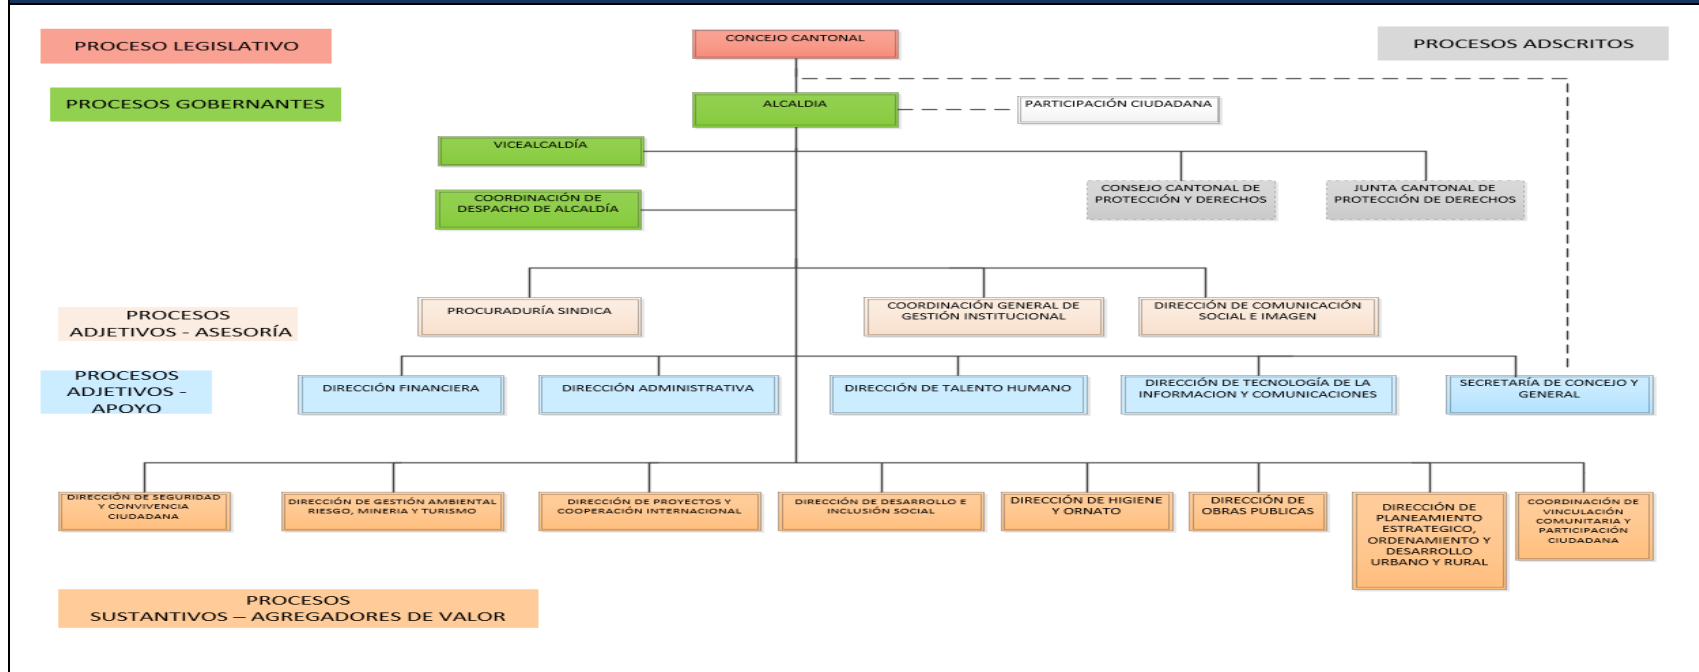 PROCESO LEGISLATIVO
CONCEJO CANTONAL
PROCESOS ADSCRITOS
PROCESOS GOBERNANTES
ALCALDIA
PARTICIPACIÓN CIUDADANA
VICEALCALDÍA
COORDINACIÓN DE
DESPACHO DE ALCALDÍA
CONSEJO CANTONAL DE
PROTECCIÓN Y DERECHOS
JUNTA CANTONAL DE
PROTECCIÓN DE DERECHOS
PROCESOS
ADJETIVOS - ASESORÍA
PROCURADURÍA SINDICA
COORDINACIÓN GENERAL DE
GESTIÓN INSTITUCIONAL
DIRECCIÓN DE COMUNICACIÓN
SOCIAL E IMAGEN
PROCESOS
ADJETIVOS -
APOYO
DIRECCIÓN FINANCIERA
DIRECCIÓN ADMINISTRATIVA
DIRECCIÓN DE TALENTO HUMANO
DIRECCIÓN DE TECNOLOGÍA DE LA
INFORMACION Y COMUNICACIONES
SECRETARÍA DE CONCEJO Y
GENERAL
DIRECCIÓN DE SEGURIDAD
Y CONVIVENCIA
CIUDADANA
DIRECCIÓN DE GESTIÓN AMBIENTAL
RIESGO, MINERIA Y TURISMO
DIRECCIÓN DE PROYECTOS Y
COOPERACIÓN INTERNACIONAL
DIRECCIÓN DE DESARROLLO E
INCLUSIÓN SOCIAL
DIRECCIÓN DE HIGIENE
Y ORNATO
DIRECCIÓN DE
OBRAS PUBLICAS
DIRECCIÓN DE
PLANEAMIENTO
ESTRATEGICO,
ORDENAMIENTO Y
DESARROLLO
URBANO Y RURAL
COORDINACIÓN DE
VINCULACIÓN
COMUNITARIA Y
PARTICIPACIÓN
CIUDADANA
PROCESOS
SUSTANTIVOS – AGREGADORES DE VALOR